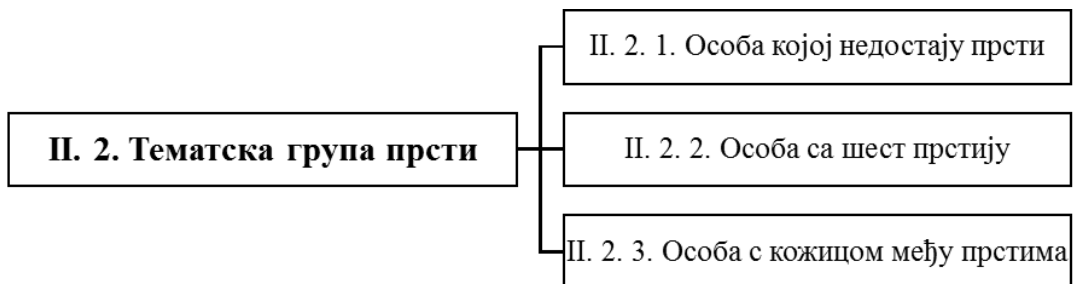 II. 2. Тематска група прсти
II. 2. 1. Особа којој недостају прсти
II. 2. 2. Особа са шест прстију
II. 2. 3. Особа с кожицом међу прстима